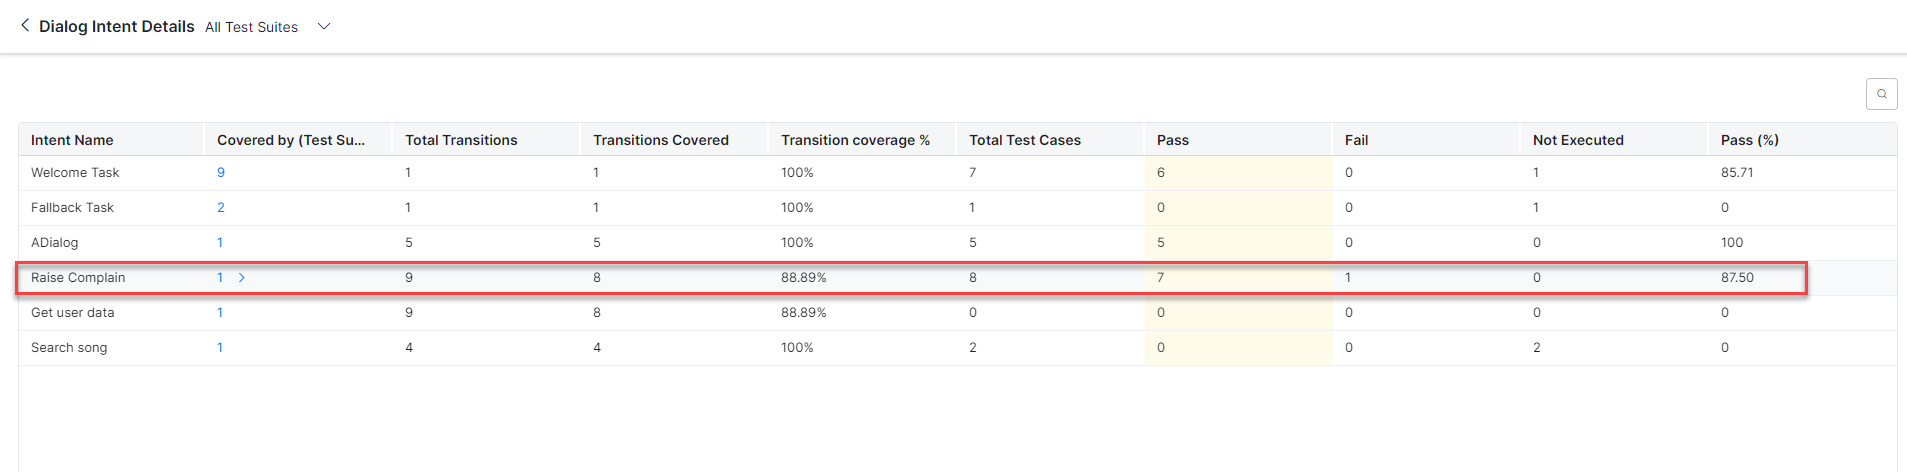 Dialog Intent Details All Test Suites
Intent Name Covered by (Test Su... Total Transitions Transitions Covered Transition coverage % Total Test Cases Pass Fail Not Executed Pass (%)
Welcome Task 9 1 1 100% 7 6 0 1 85.71
Fallback Task 2 1 1 100% 1 0 0 1 0
ADialog 1 5 5 100% 5 5 0 0 100
Raise Complain 1 9 8 88.89% 8 7 1 0 87.50
Get user data 1 9 8 88.89% 0 0 0 0 0
Search song 1 4 4 100% 2 0 0 2 0